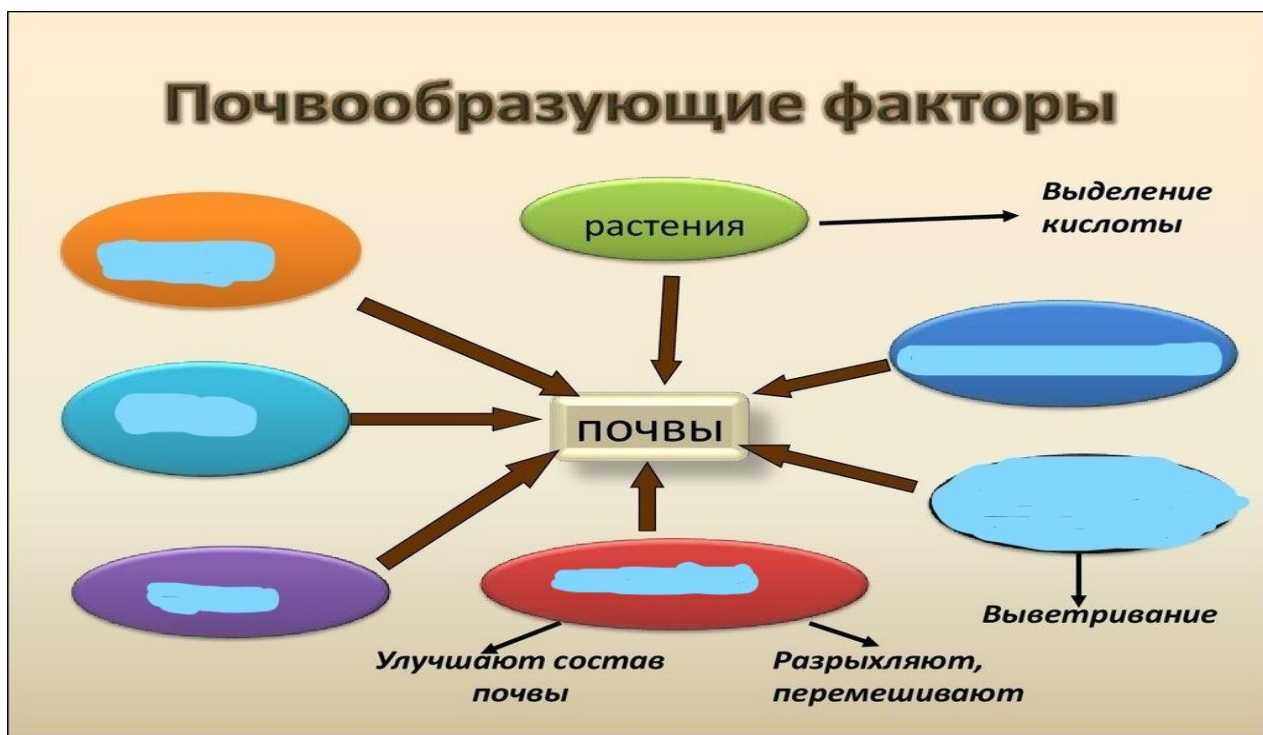 Почвообразующие факторы
растения
Выделение
кислоты
почвы
Выветривание
Улучшают состав
почвы
Разрыхляют,
перемешивают